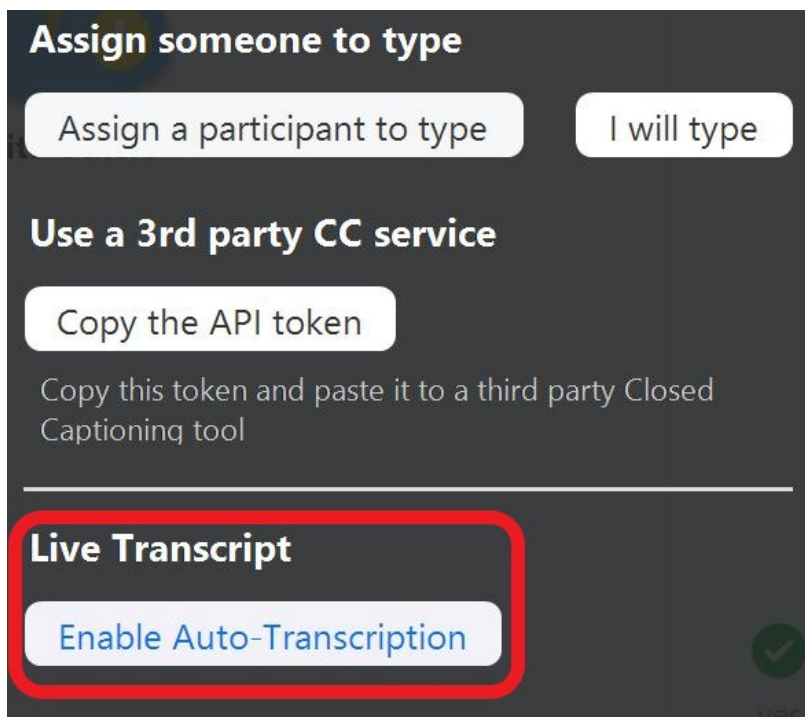 Assign someone to type
Assign a participant to type I will type
Use a 3rd party CC service
Copy the API token
Copy this token and paste it to a third party Closed
Captioning tool
Live Transcript
Enable Auto-Transcription